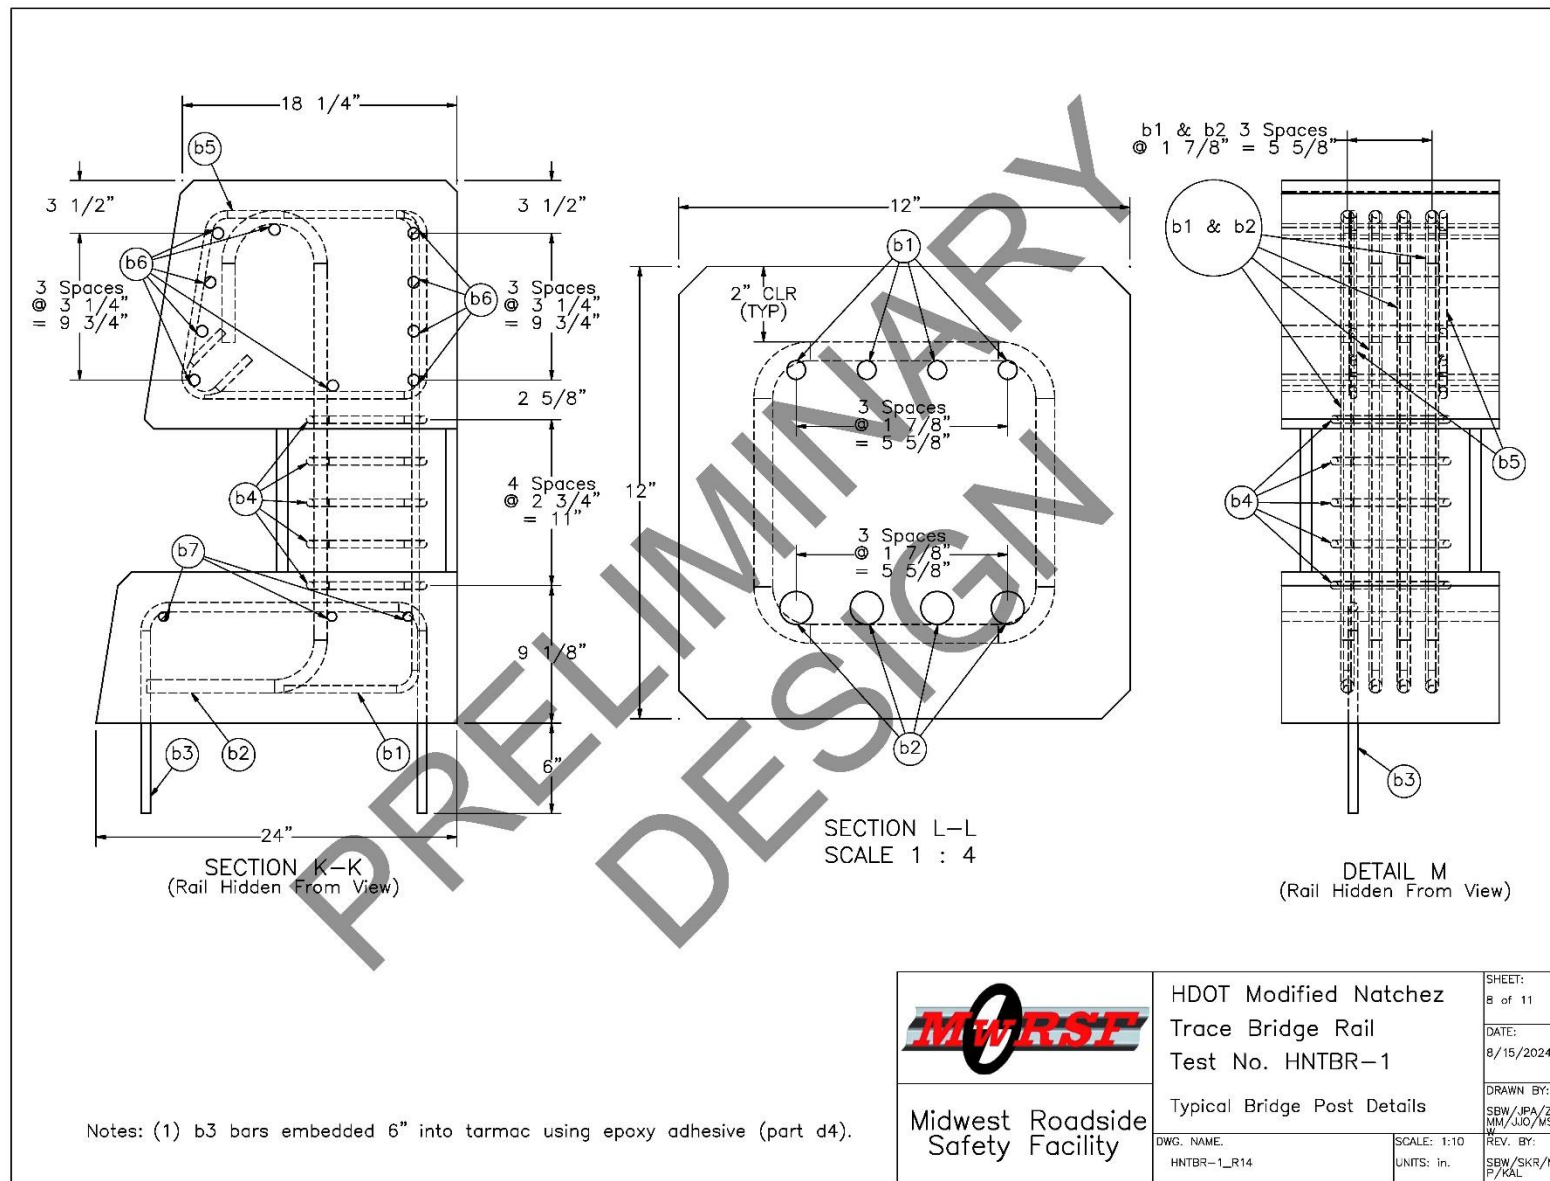 18 1/4"
b5
3 1/2"
3 1/2"
b6
3 Spaces
@ 3 1/4"
= 9 3/4"
b6
3 Spaces
@ 3 1/4"
= 9 3/4"
2 5/8"
b4
4 Spaces
@ 2 3/4"
= 11"
b7
9 1/8"
b3
b2
b1
6"
24"
SECTION K-K
(Rail Hidden From View)
12"
b1
2" CLR
(TYP)
3 Spaces
@ 1 7/8"
= 5 5/8"
12"
3 Spaces
@ 1 7/8"
= 5 5/8"
b2
SECTION L-L
SCALE 1 : 4
b1 & b2 3 Spaces
@ 1 7/8" = 5 5/8"
b1 & b2
b5
b4
b3
DETAIL M
(Rail Hidden From View)
PRELIMINARY
DESIGN
Notes: (1) b3 bars embedded 6" into tarmac using epoxy adhesive (part d4).
MwRSF
Midwest Roadside
Safety Facility
HDOT Modified Natchez
Trace Bridge Rail
Test No. HNTBR-1
Typical Bridge Post Details
DWG. NAME.
HNTBR-1_R14
SCALE: 1:10
UNITS: in.
SHEET:
8 of 11
DATE:
8/15/2024
DRAWN BY:
SBW/JPA/Z
MM/JJO/MS
W
REV. BY:
SBW/SKR/
P/KAL